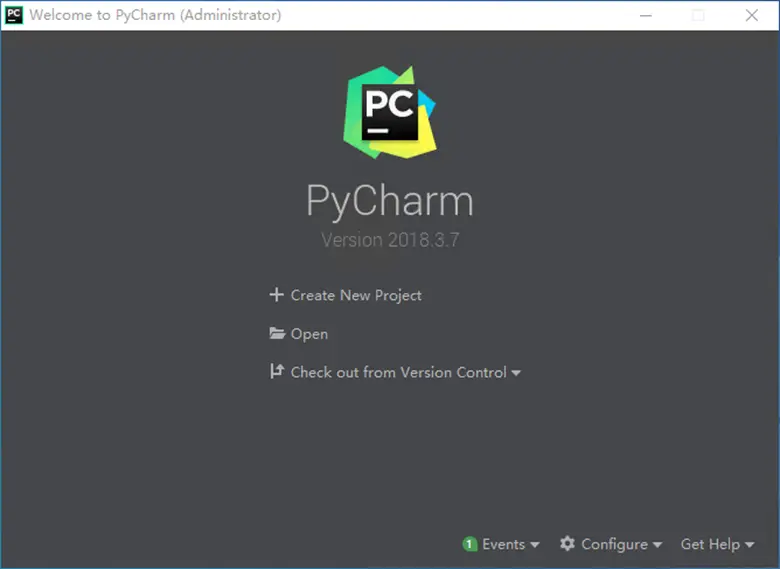 PC Welcome to PyCharm (Administrator)
PC
PyCharm
Version 2018.3.7
Create New Project
Open
Check out from Version Control
1 Events Configure Get Help